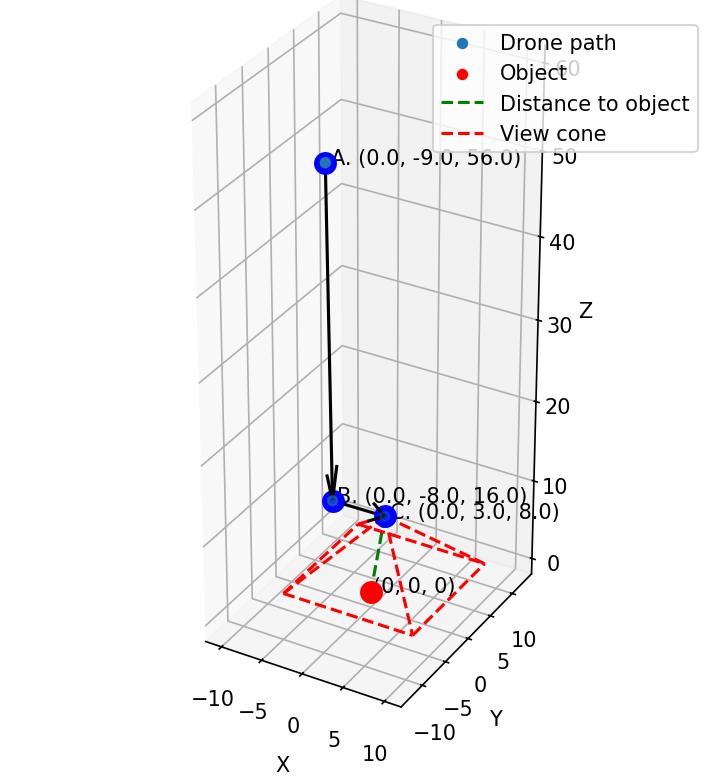 Drone path
Object
Distance to object
View cone
60
A. (0.0, -9.0, 56.0)
50
40
Z
30
20
10
B. (0.0, -8.0, 16.0)
C. (0.0, 3.0, 8.0)
0
(0, 0, 0)
10
5
0
−5
−10
Y
−10
−5
0
5
10
X